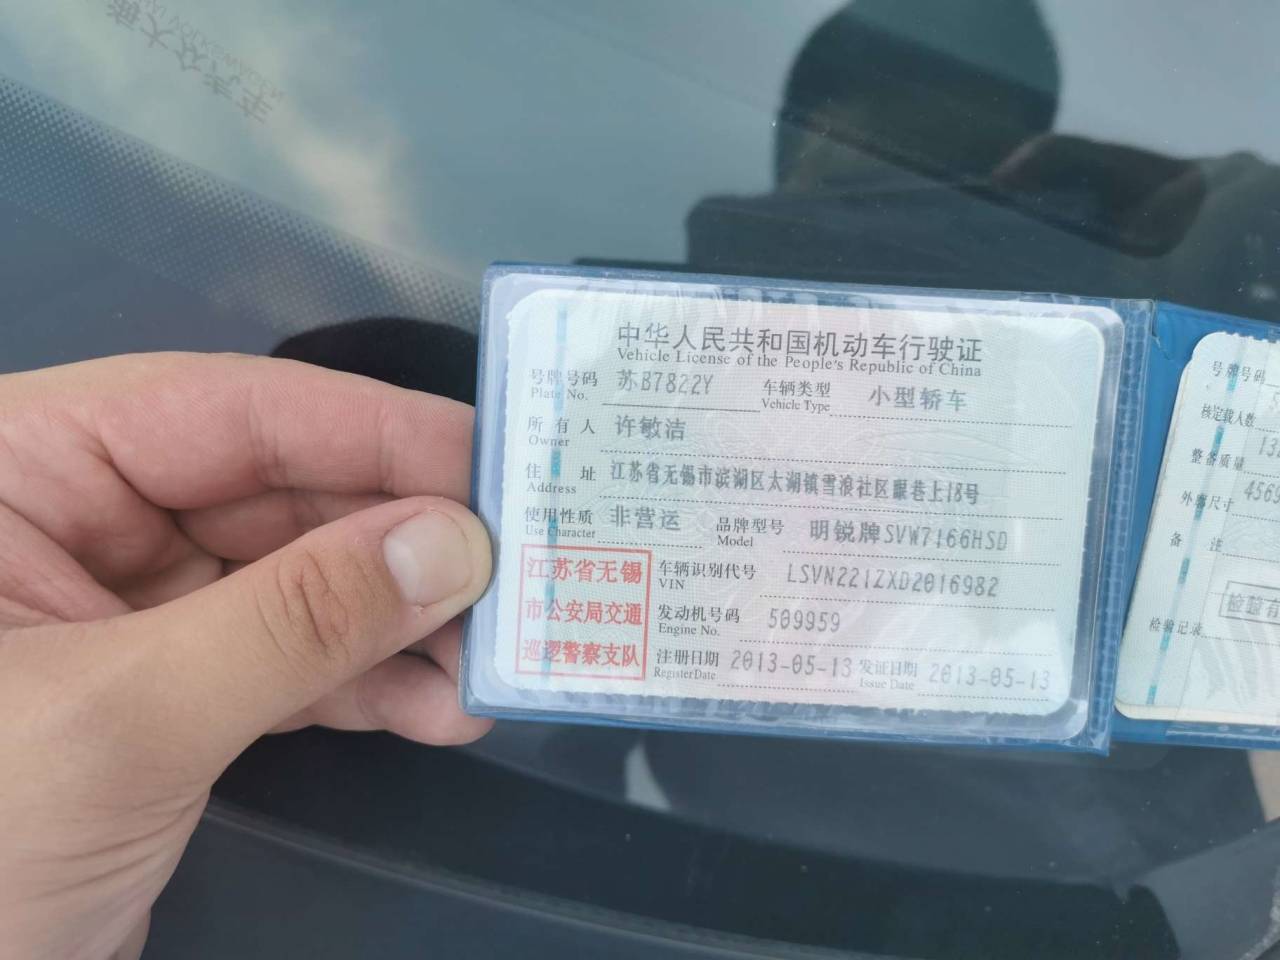 中华人民共和国机动车行驶证
Vehicle License of the People's Republic of China
号牌号码 苏B7822Y 车辆类型 小型轿车
Plate No. Vehicle Type
所有人 许敏洁
Owner
住址 江苏省无锡市滨湖区太湖镇雪浪社区 巷上18号
Address
使用性质 非营运 品牌型号 明锐牌SVW7166HSD
Use Character Model
江苏省无锡
市公安局交通
巡逻警察支队
车辆识别代号 LSVN221ZXD2016982
VIN
发动机号码 509959
Engine No.
注册日期 2013-05-13 发证日期 2013-05-13
Register Date Issue Date
号牌号码
核定载人数
整备质量 132
外廓尺寸 456
备注
检验记录 检验